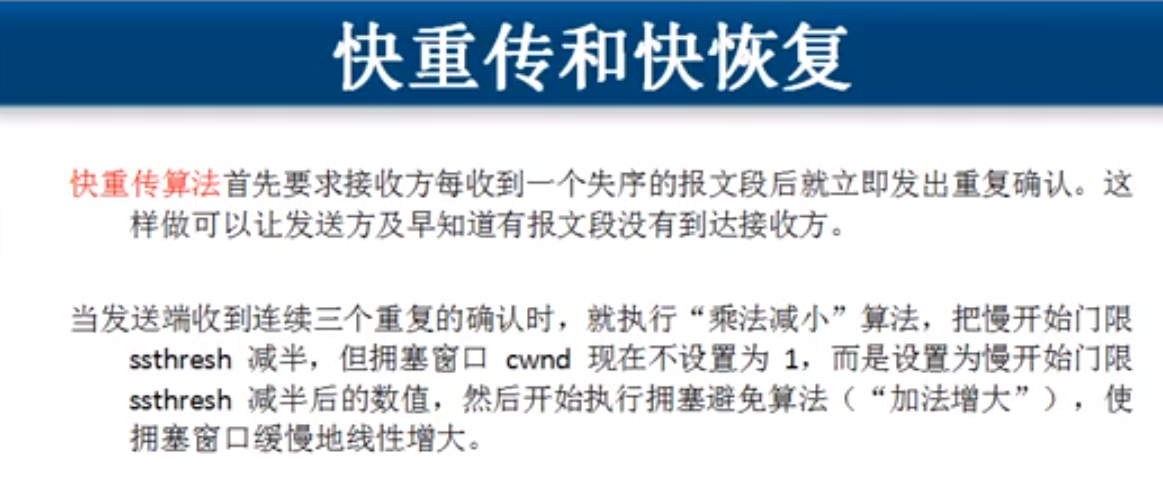 快重传和快恢复
快重传算法首先要求接收方每收到一个失序的报文段后就立即发出重复确认。这
样做可以让发送方及早知道有报文段没有到达接收方。
当发送端收到连续三个重复的确认时，就执行“乘法减小”算法，把慢开始门限
ssthresh 减半，但拥塞窗口 cwnd 现在不设置为 1，而是设置为慢开始门限
ssthresh 减半后的数值，然后开始执行拥塞避免算法（“加法增大”），使
拥塞窗口缓慢地线性增大。